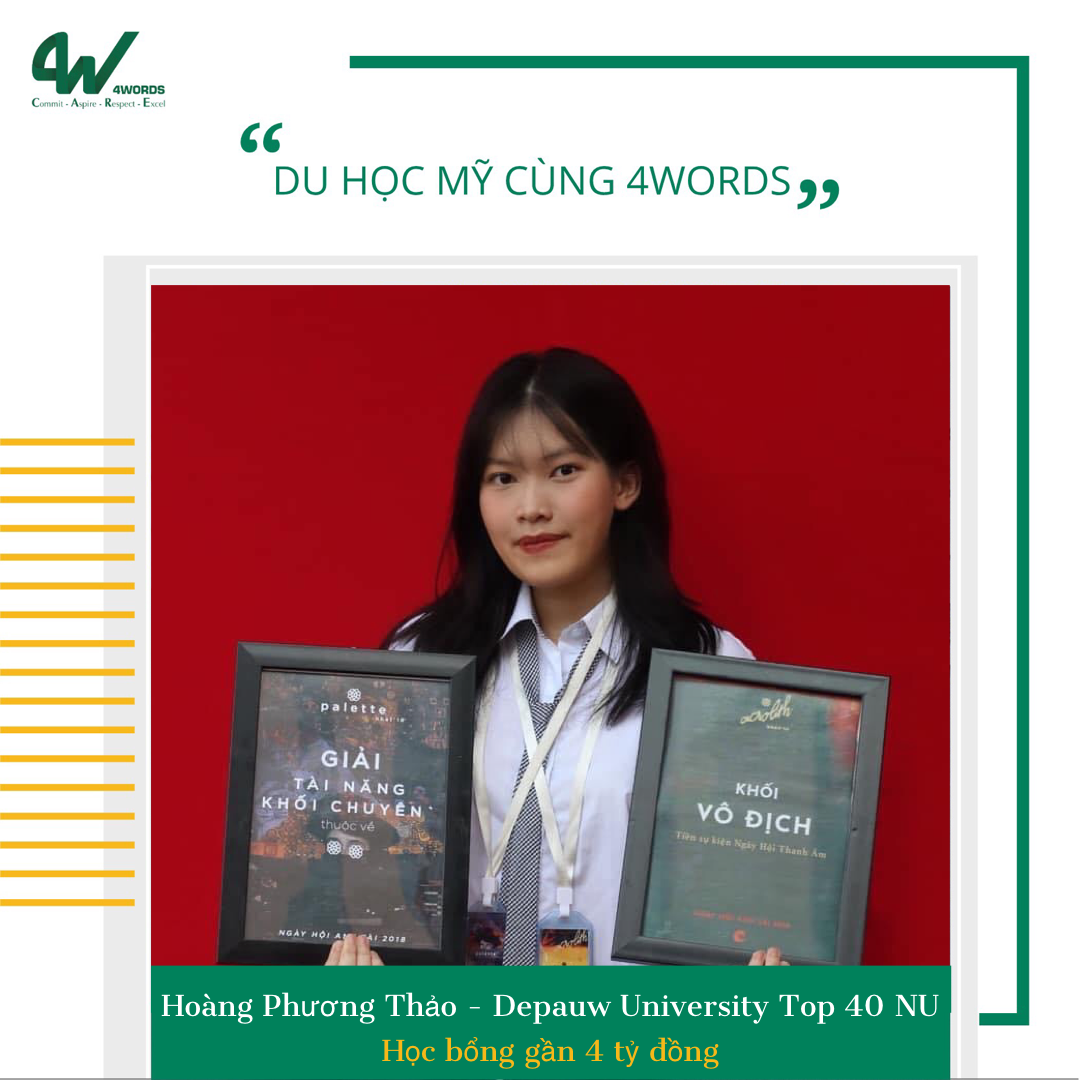 4W
4WORDS
Commit - Aspire - Respect - Excel
“DU HỌC MỸ CÙNG 4WORDS”
palette
GIẢI
TÀI NĂNG
KHỐI CHUYÊN
thuộc về
NGÀY HỘI ANH TÀI 2018
KHỐI
VÔ ĐỊCH
Tiền sự kiện Ngày Hội Thanh Âm
Hoàng Phương Thảo - Depauw University Top 40 NU
Học bổng gần 4 tỷ đồng